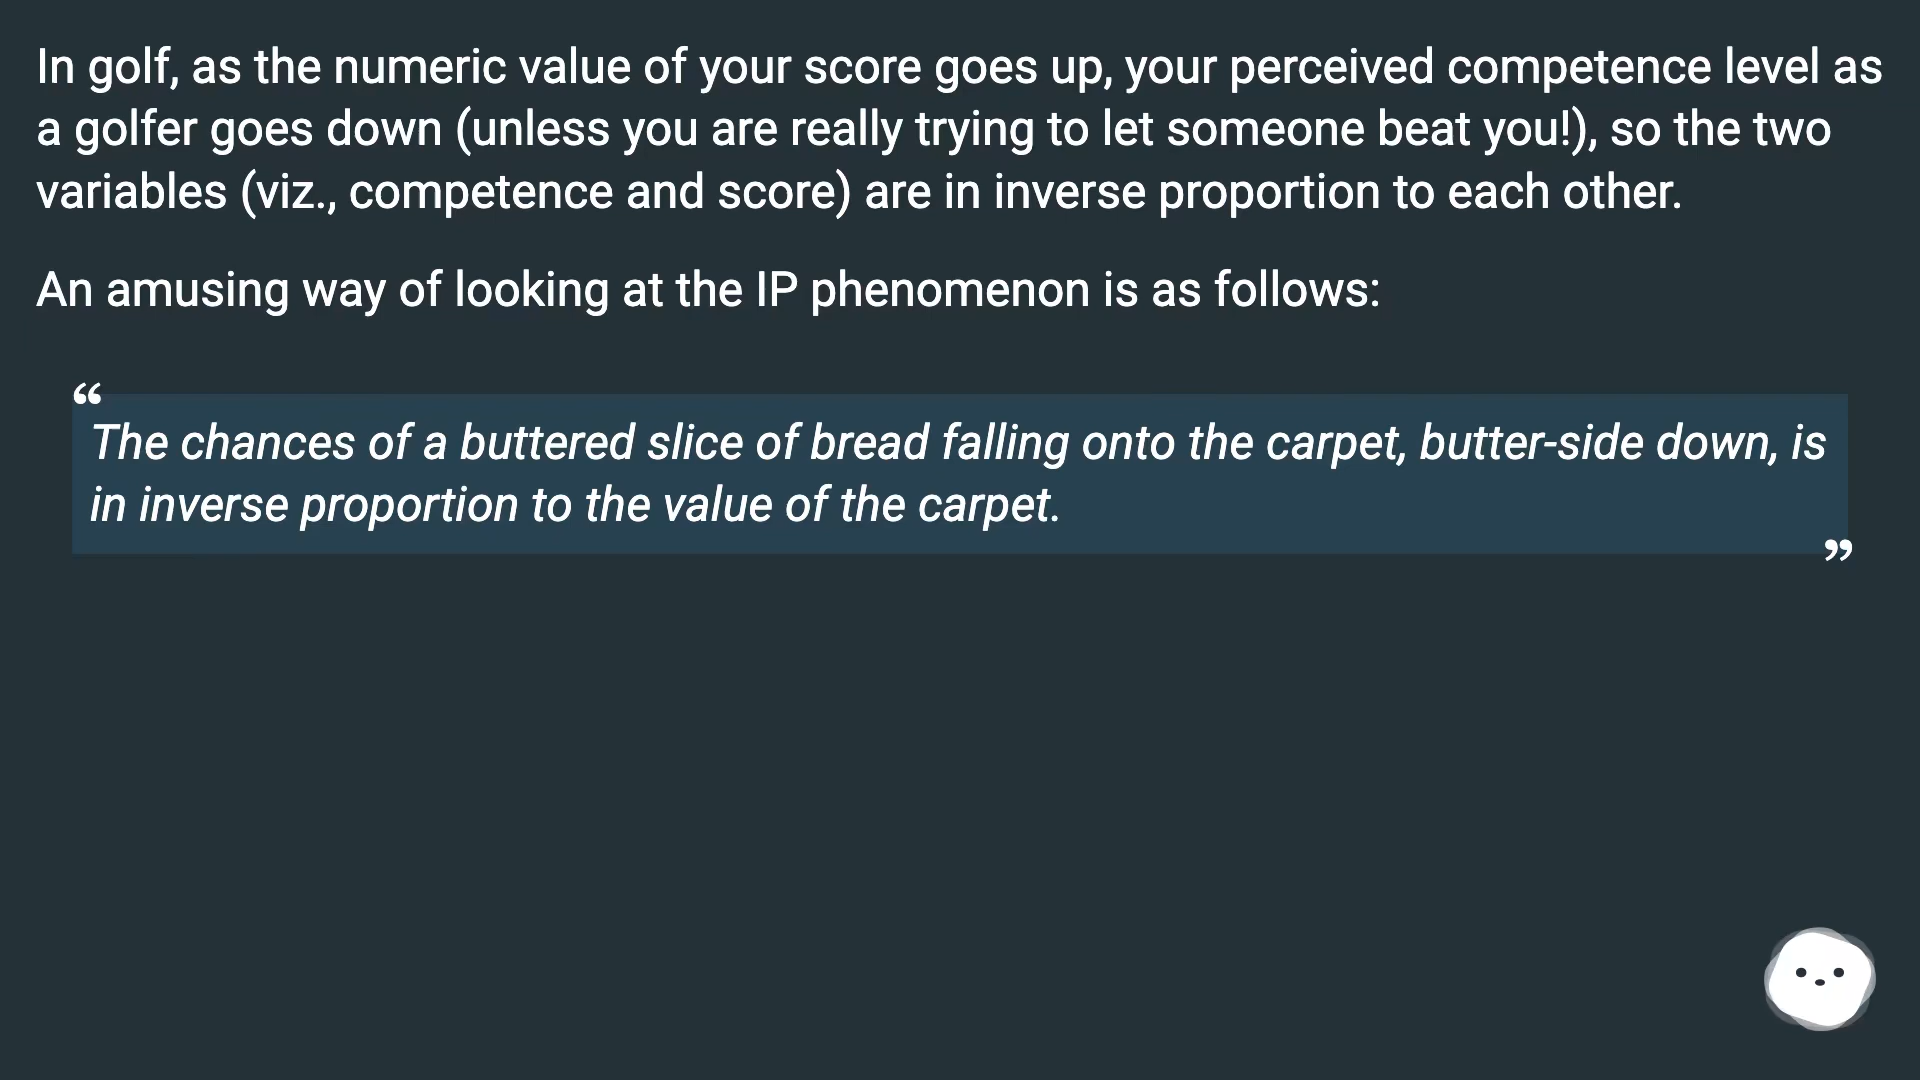 In golf, as the numeric value of your score goes up, your perceived competence level as
a golfer goes down (unless you are really trying to let someone beat you!), so the two
variables (viz., competence and score) are in inverse proportion to each other.
An amusing way of looking at the IP phenomenon is as follows:
“
The chances of a buttered slice of bread falling onto the carpet, butter-side down, is
in inverse proportion to the value of the carpet.
”